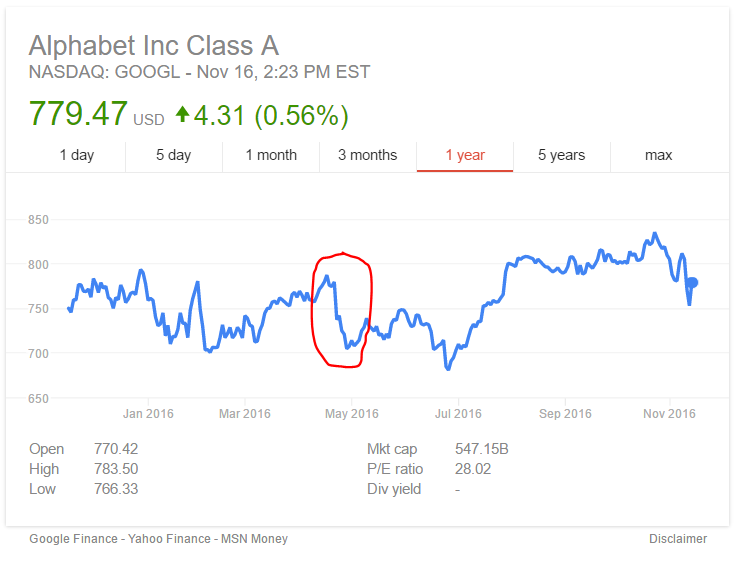 Alphabet Inc Class A
NASDAQ: GOOGL - Nov 16, 2:23 PM EST
779.47 USD 4.31 (0.56%)
1 day 5 day 1 month 3 months 1 year 5 years max
850
800
750
700
650
Jan 2016 Mar 2016 May 2016 Jul 2016 Sep 2016 Nov 2016
Open 770.42 Mkt cap 547.15B
High 783.50 P/E ratio 28.02
Low 766.33 Div yield -
Google Finance - Yahoo Finance - MSN Money Disclaimer